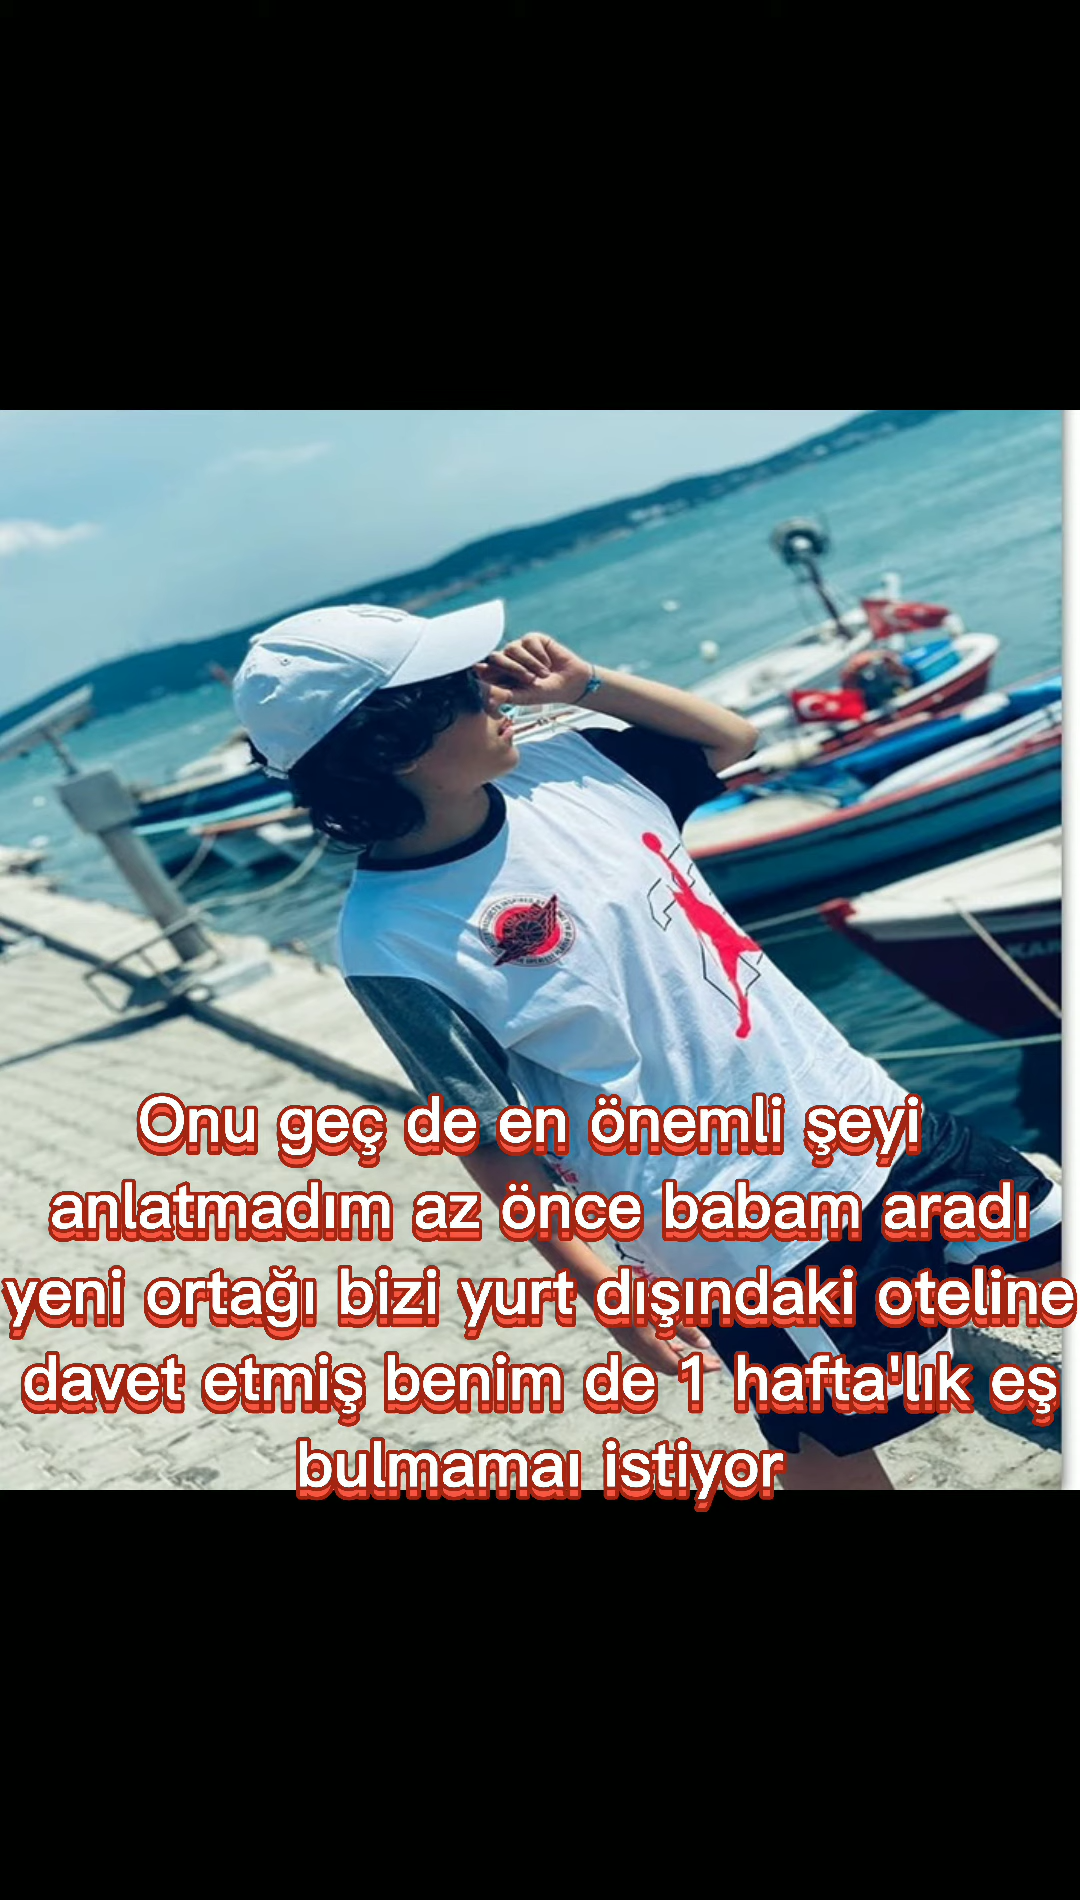 Onu geç de en önemli şeyi
anlatmadım az önce babam aradı
yeni ortağı bizi yurt dışındaki oteline
davet etmiş benim de 1 hafta'lık eş
bulmamaı istiyor